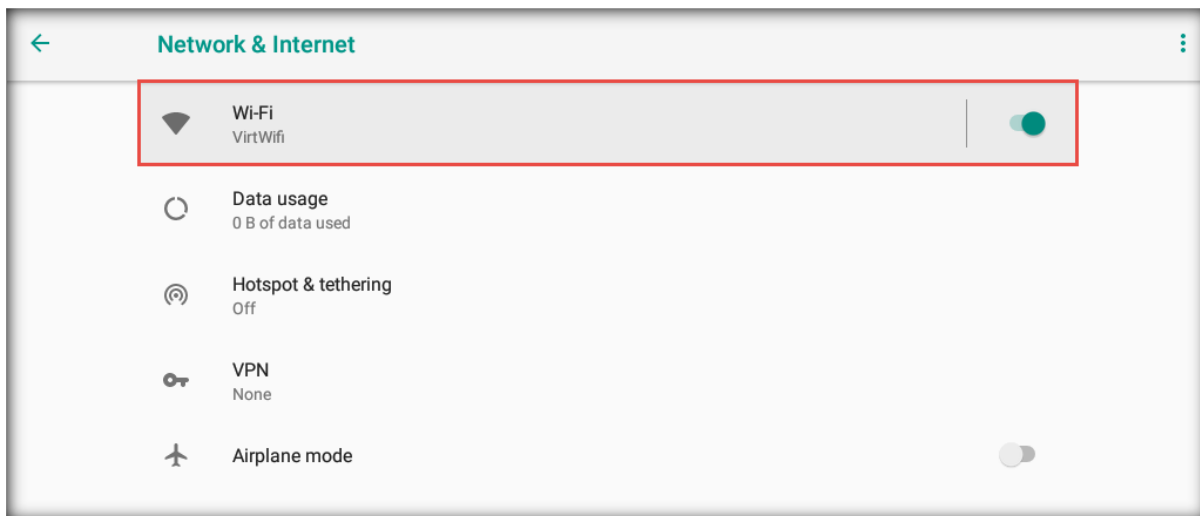 Network & Internet
Wi-Fi
VirtWifi
Data usage
0 B of data used
Hotspot & tethering
Off
VPN
None
Airplane mode